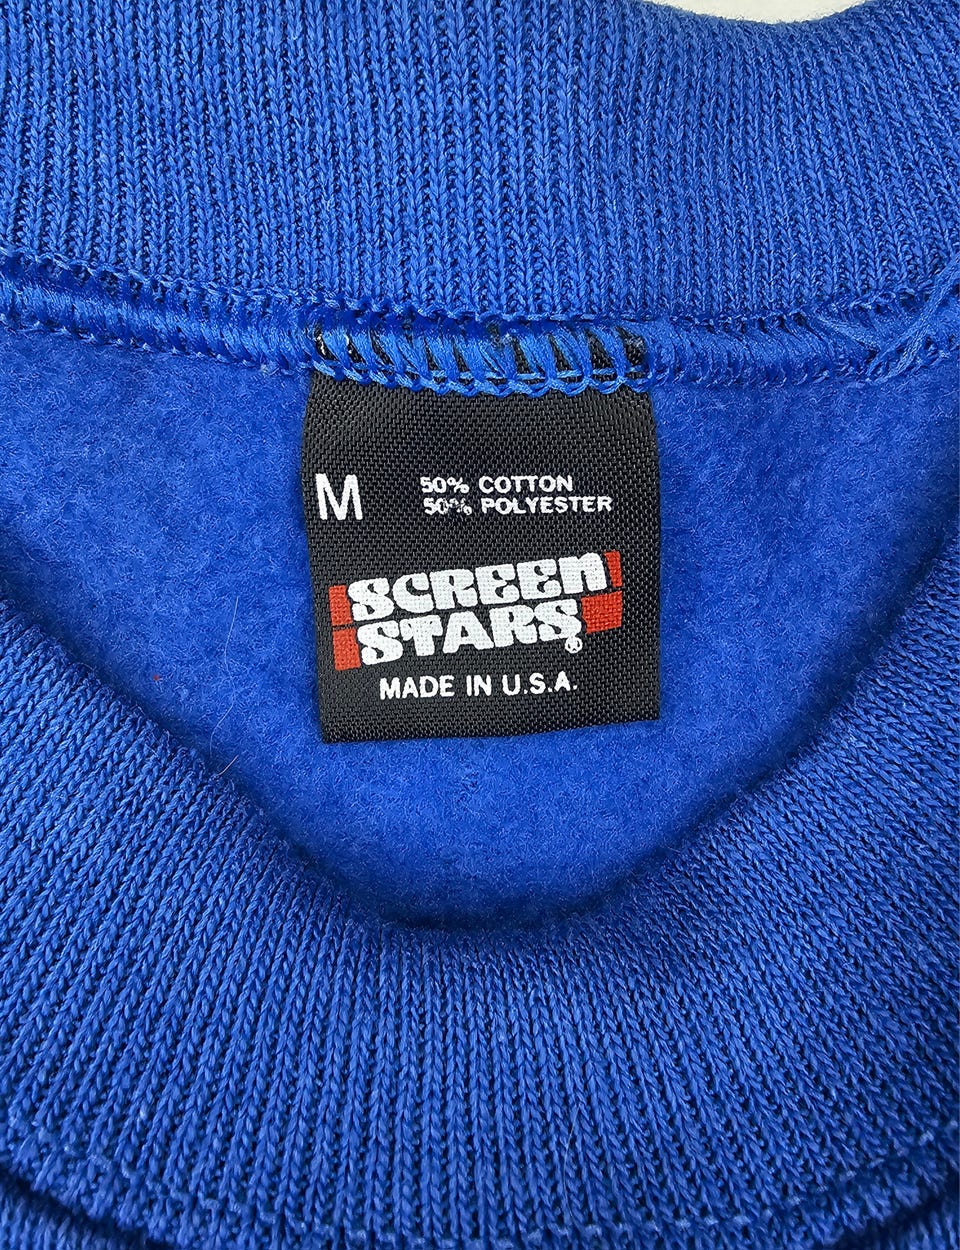 M
50% COTTON
50% POLYESTER
SCREEN
STARS®
MADE IN U.S.A.